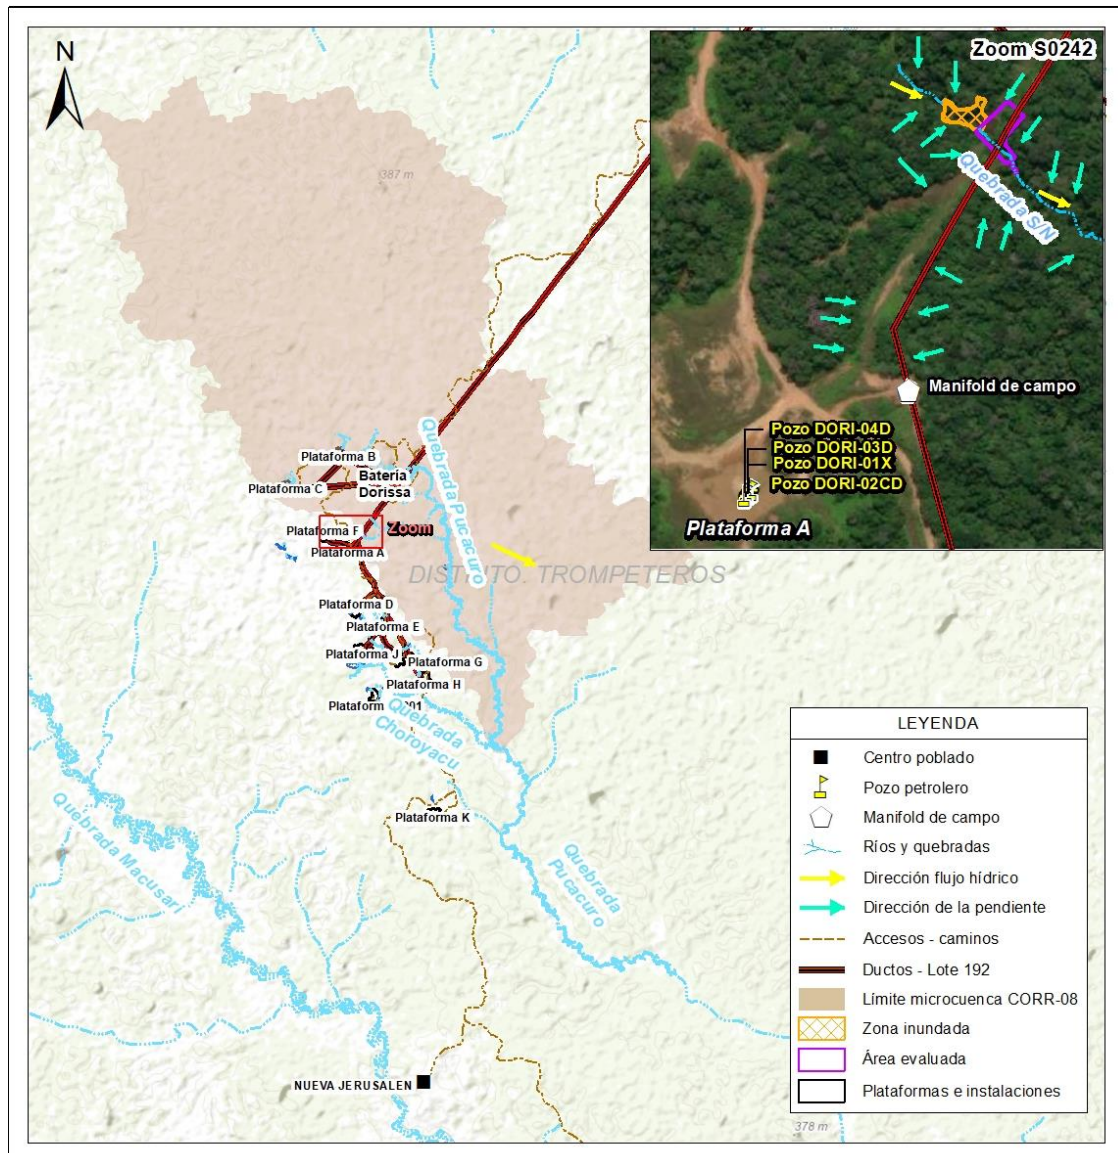 N
Zoom S0242
387 m
Quebrada S/N
Manifold de campo
Pozo DORI-04D
Pozo DORI-03D
Pozo DORI-01X
Pozo DORI-02CD
Plataforma A
Quebrada Pucacuro
Plataforma B
Batería
Dorissa
Plataforma C
Plataforma F
Zoom
Plataforma A
DISTRITO. TROMPETEROS
Plataforma D
Plataforma E
Plataforma J
Plataforma G
Plataforma H
Plataform
Quebrada
Choroyacu
Quebrada Macusari
Plataforma K
Quebrada
Pucacuro
NUEVA JERUSALEN
378 m
LEYENDA
Centro poblado
Pozo petrolero
Manifold de campo
Ríos y quebradas
Dirección flujo hídrico
Dirección de la pendiente
Accesos - caminos
Ductos - Lote 192
Límite microcuenca CORR-08
Zona inundada
Área evaluada
Plataformas e instalaciones